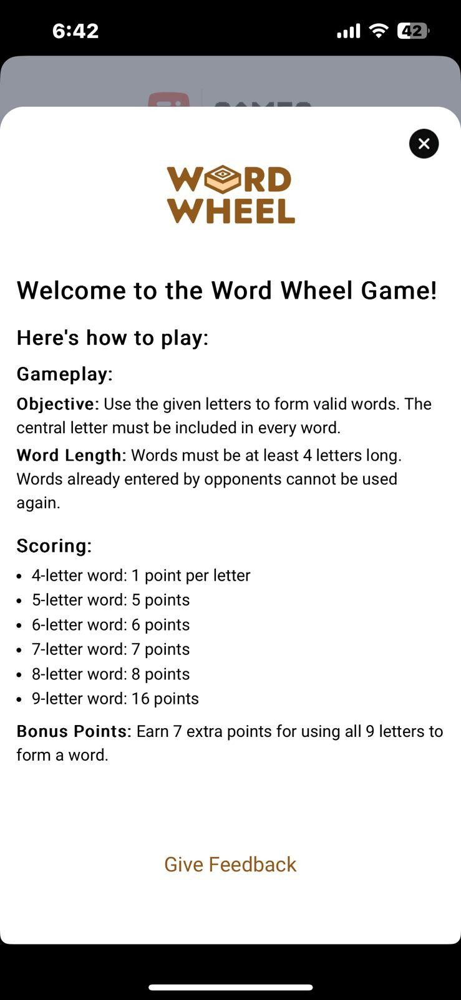 6:42
42
WORD
WHEEL
Welcome to the Word Wheel Game!
Here's how to play:
Gameplay:
Objective: Use the given letters to form valid words. The
central letter must be included in every word.
Word Length: Words must be at least 4 letters long.
Words already entered by opponents cannot be used
again.
Scoring:
• 4-letter word: 1 point per letter
• 5-letter word: 5 points
• 6-letter word: 6 points
• 7-letter word: 7 points
• 8-letter word: 8 points
• 9-letter word: 16 points
Bonus Points: Earn 7 extra points for using all 9 letters to
form a word.
Give Feedback